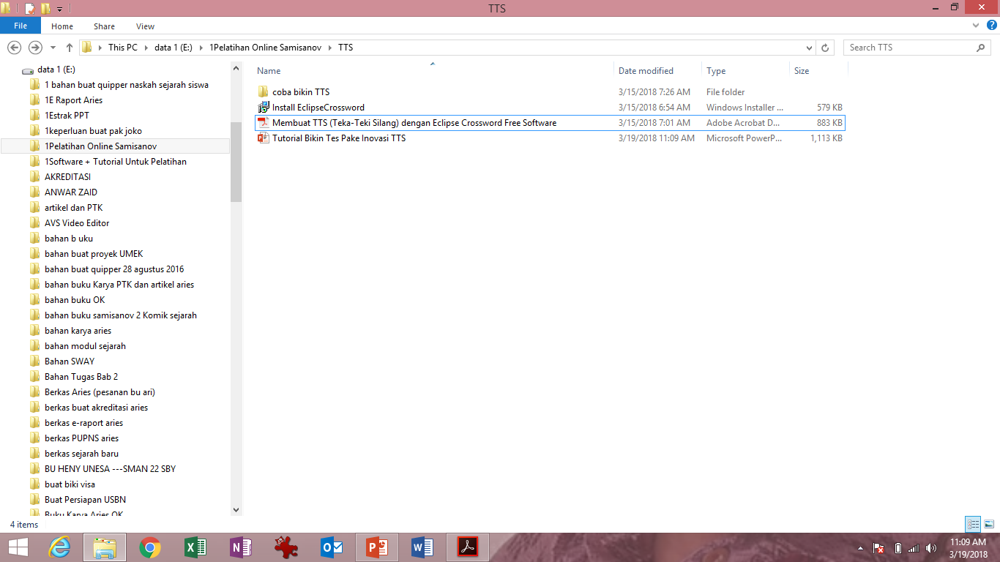 TTS
File Home Share View
This PC data 1 (E:) 1Pelatihan Online Samisanov TTS
Search TTS
data 1 (E:)
1 bahan buat quipper naskah sejarah siswa
1E Raport Aries
1Estrak PPT
1keperluan buat pak joko
1Pelatihan Online Samisanov
1Software + Tutorial Untuk Pelatihan
AKREDITASI
ANWAR ZAID
artikel dan PTK
AVS Video Editor
bahan b uku
bahan buat proyek UMEK
bahan buat quipper 28 agustus 2016
bahan buku Karya PTK dan artikel aries
bahan buku OK
bahan buku samisanov 2 Komik sejarah
bahan karya aries
bahan modul sejarah
Bahan SWAY
Bahan Tugas Bab 2
Berkas Aries (pesanan bu ari)
berkas buat akreditasi aries
berkas e-raport aries
berkas PUPNS aries
berkas sejarah baru
BU HENY UNESA ---SMAN 22 SBY
buat biki visa
Buat Persiapan USBN
Buku Karya Aries OK
Name Date modified Type Size
coba bikin TTS 3/15/2018 7:26 AM File folder
Install EclipseCrossword 3/15/2018 6:54 AM Windows Installer ... 579 KB
Membuat TTS (Teka-Teki Silang) dengan Eclipse Crossword Free Software 3/15/2018 7:01 AM Adobe Acrobat D... 883 KB
Tutorial Bikin Tes Pake Inovasi TTS 3/19/2018 11:09 AM Microsoft PowerP... 1,113 KB
4 items
11:09 AM
3/19/2018